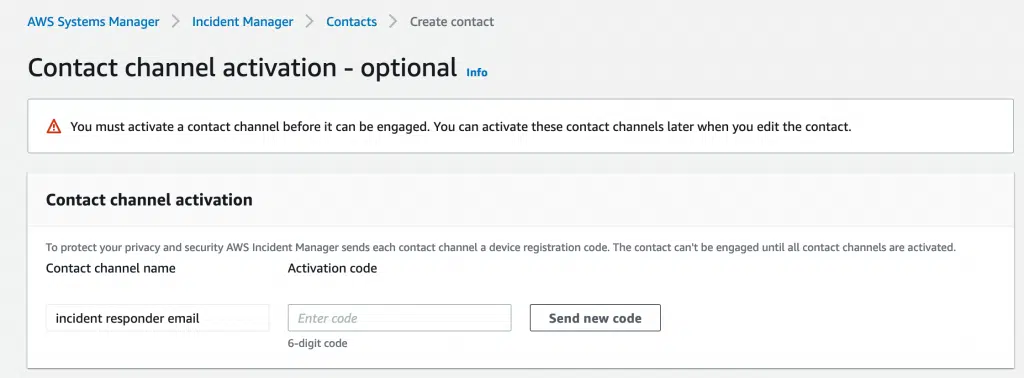 AWS Systems Manager > Incident Manager > Contacts > Create contact
Contact channel activation - optional Info
You must activate a contact channel before it can be engaged. You can activate these contact channels later when you edit the contact.
Contact channel activation
To protect your privacy and security AWS Incident Manager sends each contact channel a device registration code. The contact can't be engaged until all contact channels are activated.
Contact channel name Activation code
incident responder email Enter code Send new code
6-digit code